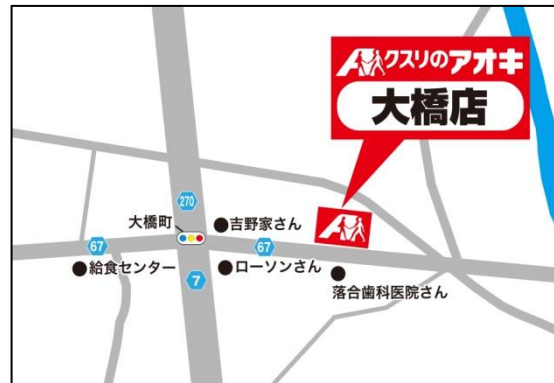 クスリのアオキ
大橋店
270
大橋町
吉野家さん
67
67
給食センター
7
ローソンさん
落合歯科医院さん